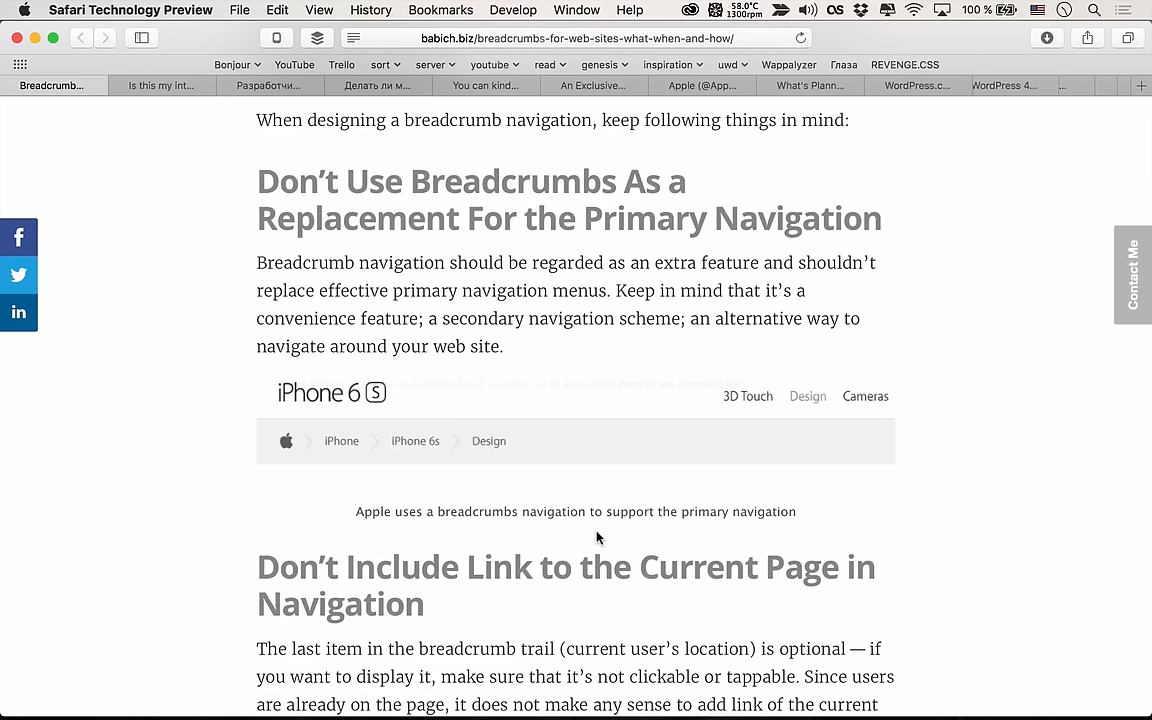 Safari Technology Preview File Edit View History Bookmarks Develop Window Help 58.0°C 1300rpm 100 %
babich.biz/breadcrumbs-for-web-sites-what-when-and-how/
Bonjour YouTube Trello sort server youtube read genesis inspiration uwd Wappalyzer Глаза REVENGE.CSS
Breadcrumb... Is this my int... Разработчи... Делать ли м... You can kind... An Exclusive... Apple (@App... What's Plann... WordPress.c... WordPress 4... ...
When designing a breadcrumb navigation, keep following things in mind:
Don't Use Breadcrumbs As a
Replacement For the Primary Navigation
Breadcrumb navigation should be regarded as an extra feature and shouldn't
replace effective primary navigation menus. Keep in mind that it's a
convenience feature; a secondary navigation scheme; an alternative way to
navigate around your web site.
iPhone 6 S
3D Touch Design Cameras
iPhone iPhone 6s Design
Apple uses a breadcrumbs navigation to support the primary navigation
Don't Include Link to the Current Page in
Navigation
The last item in the breadcrumb trail (current user's location) is optional — if
you want to display it, make sure that it's not clickable or tappable. Since users
are already on the page, it does not make any sense to add link of the current
Contact Me